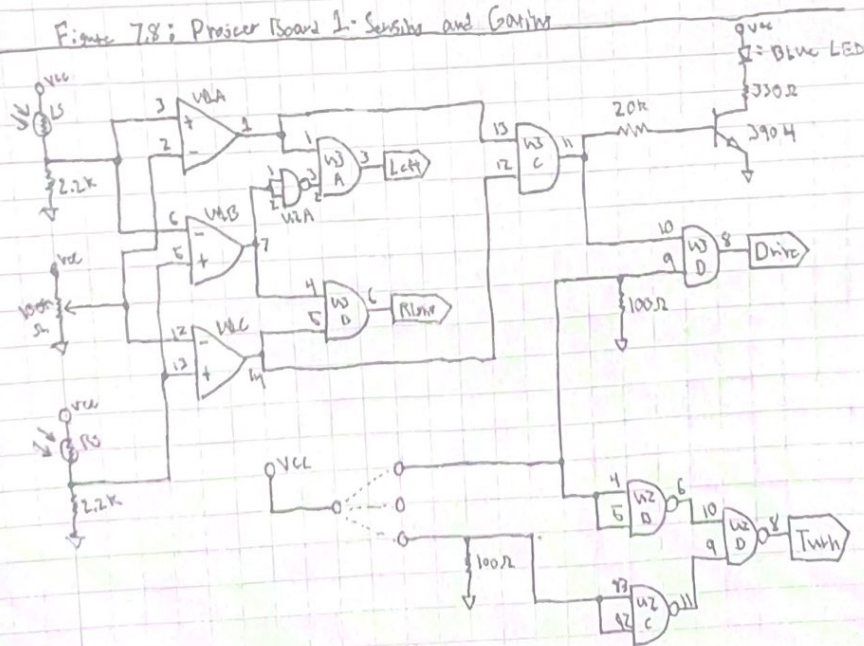 Figure 7.8: Project Board 1 - Sensing and Gating
Vcc
LS
2.2K
U1A
3
+
2
-
1
U1B
6
-
5
+
7
U1C
12
-
13
+
14
Vcc
Ω
Vcc
RS
2.2K
1
2
3
U2A
1
2
U3
A
3
Left
4
5
U3
6
13
12
U3
C
11
20K
Vcc
= Blue LED
330Ω
3904
10
9
U3
D
8
Drive
100Ω
VCC
100Ω
4
5
U2
6
13
12
U2
C
11
10
9
U2
D
8
Turn